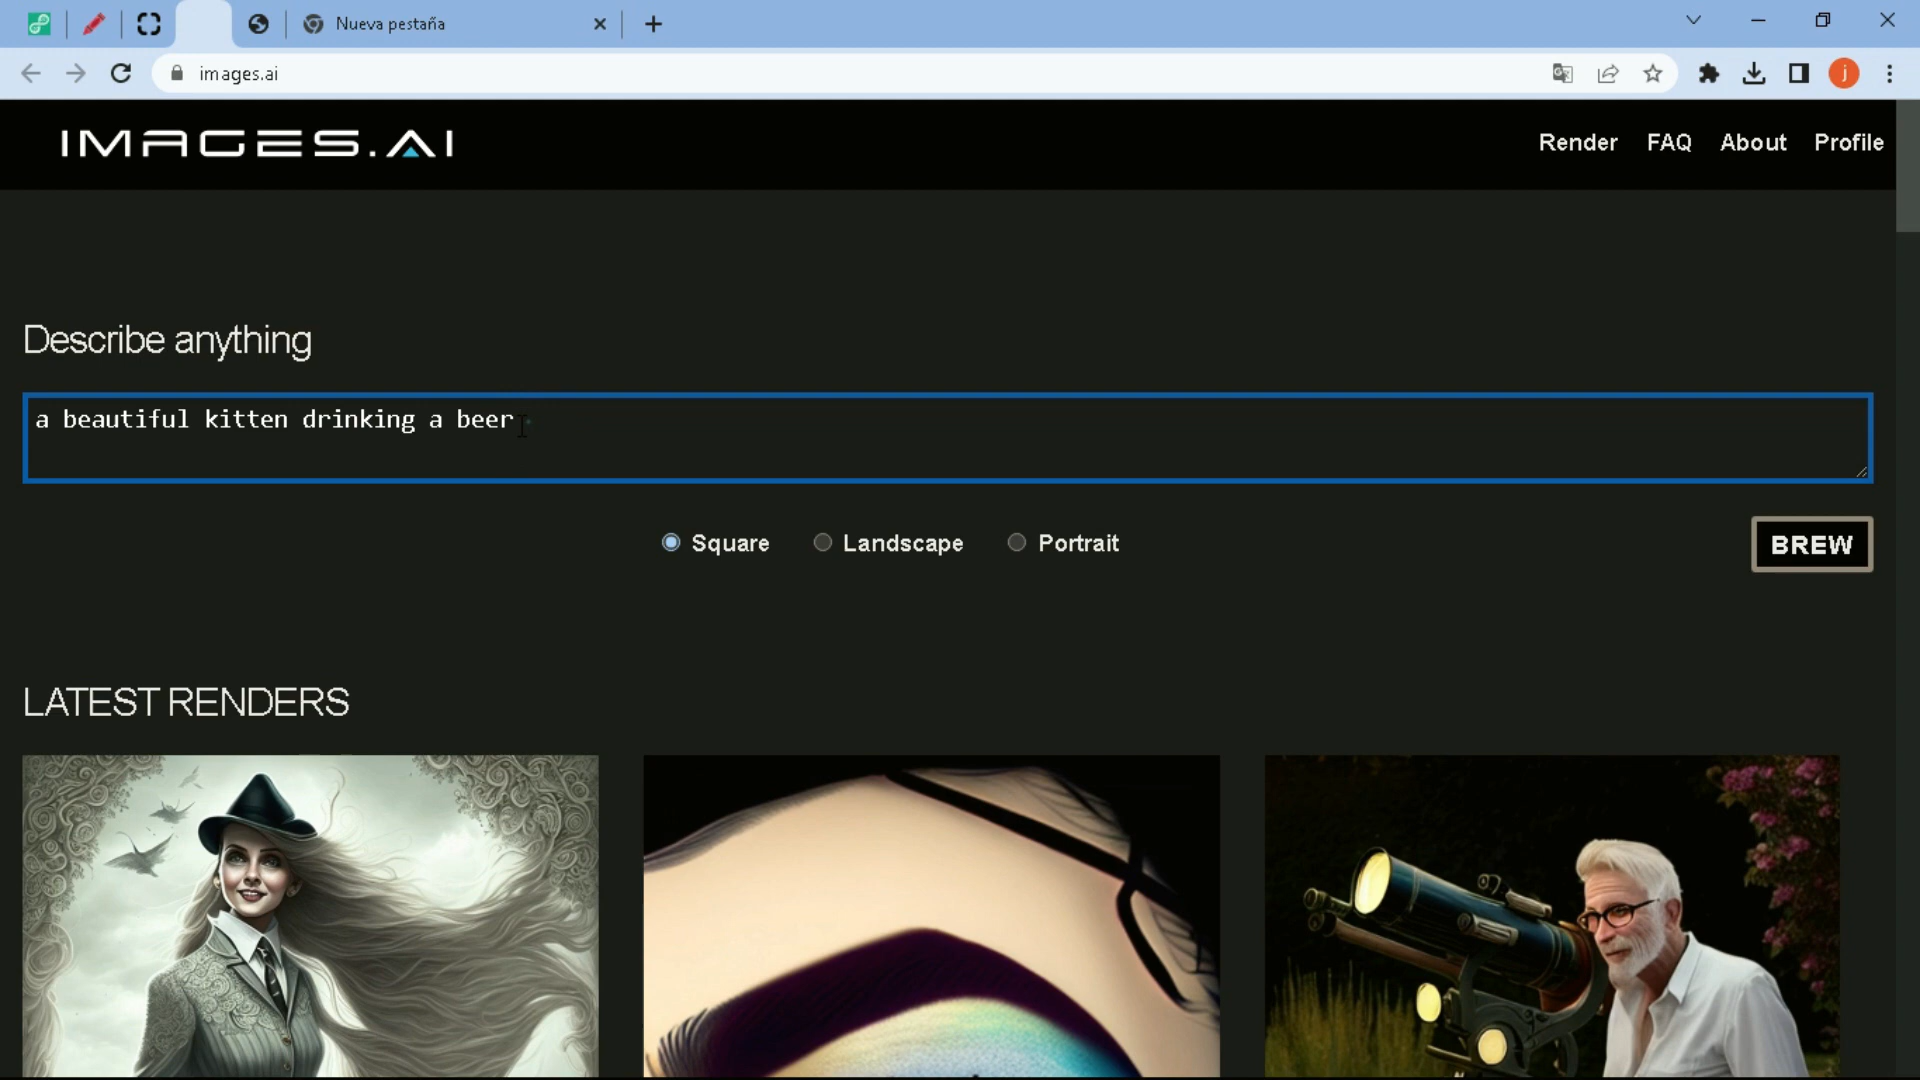 Nueva pestaña
images.ai
j
IMAGES.AI
Render FAQ About Profile
Describe anything
a beautiful kitten drinking a beer
Square Landscape Portrait
BREW
LATEST RENDERS